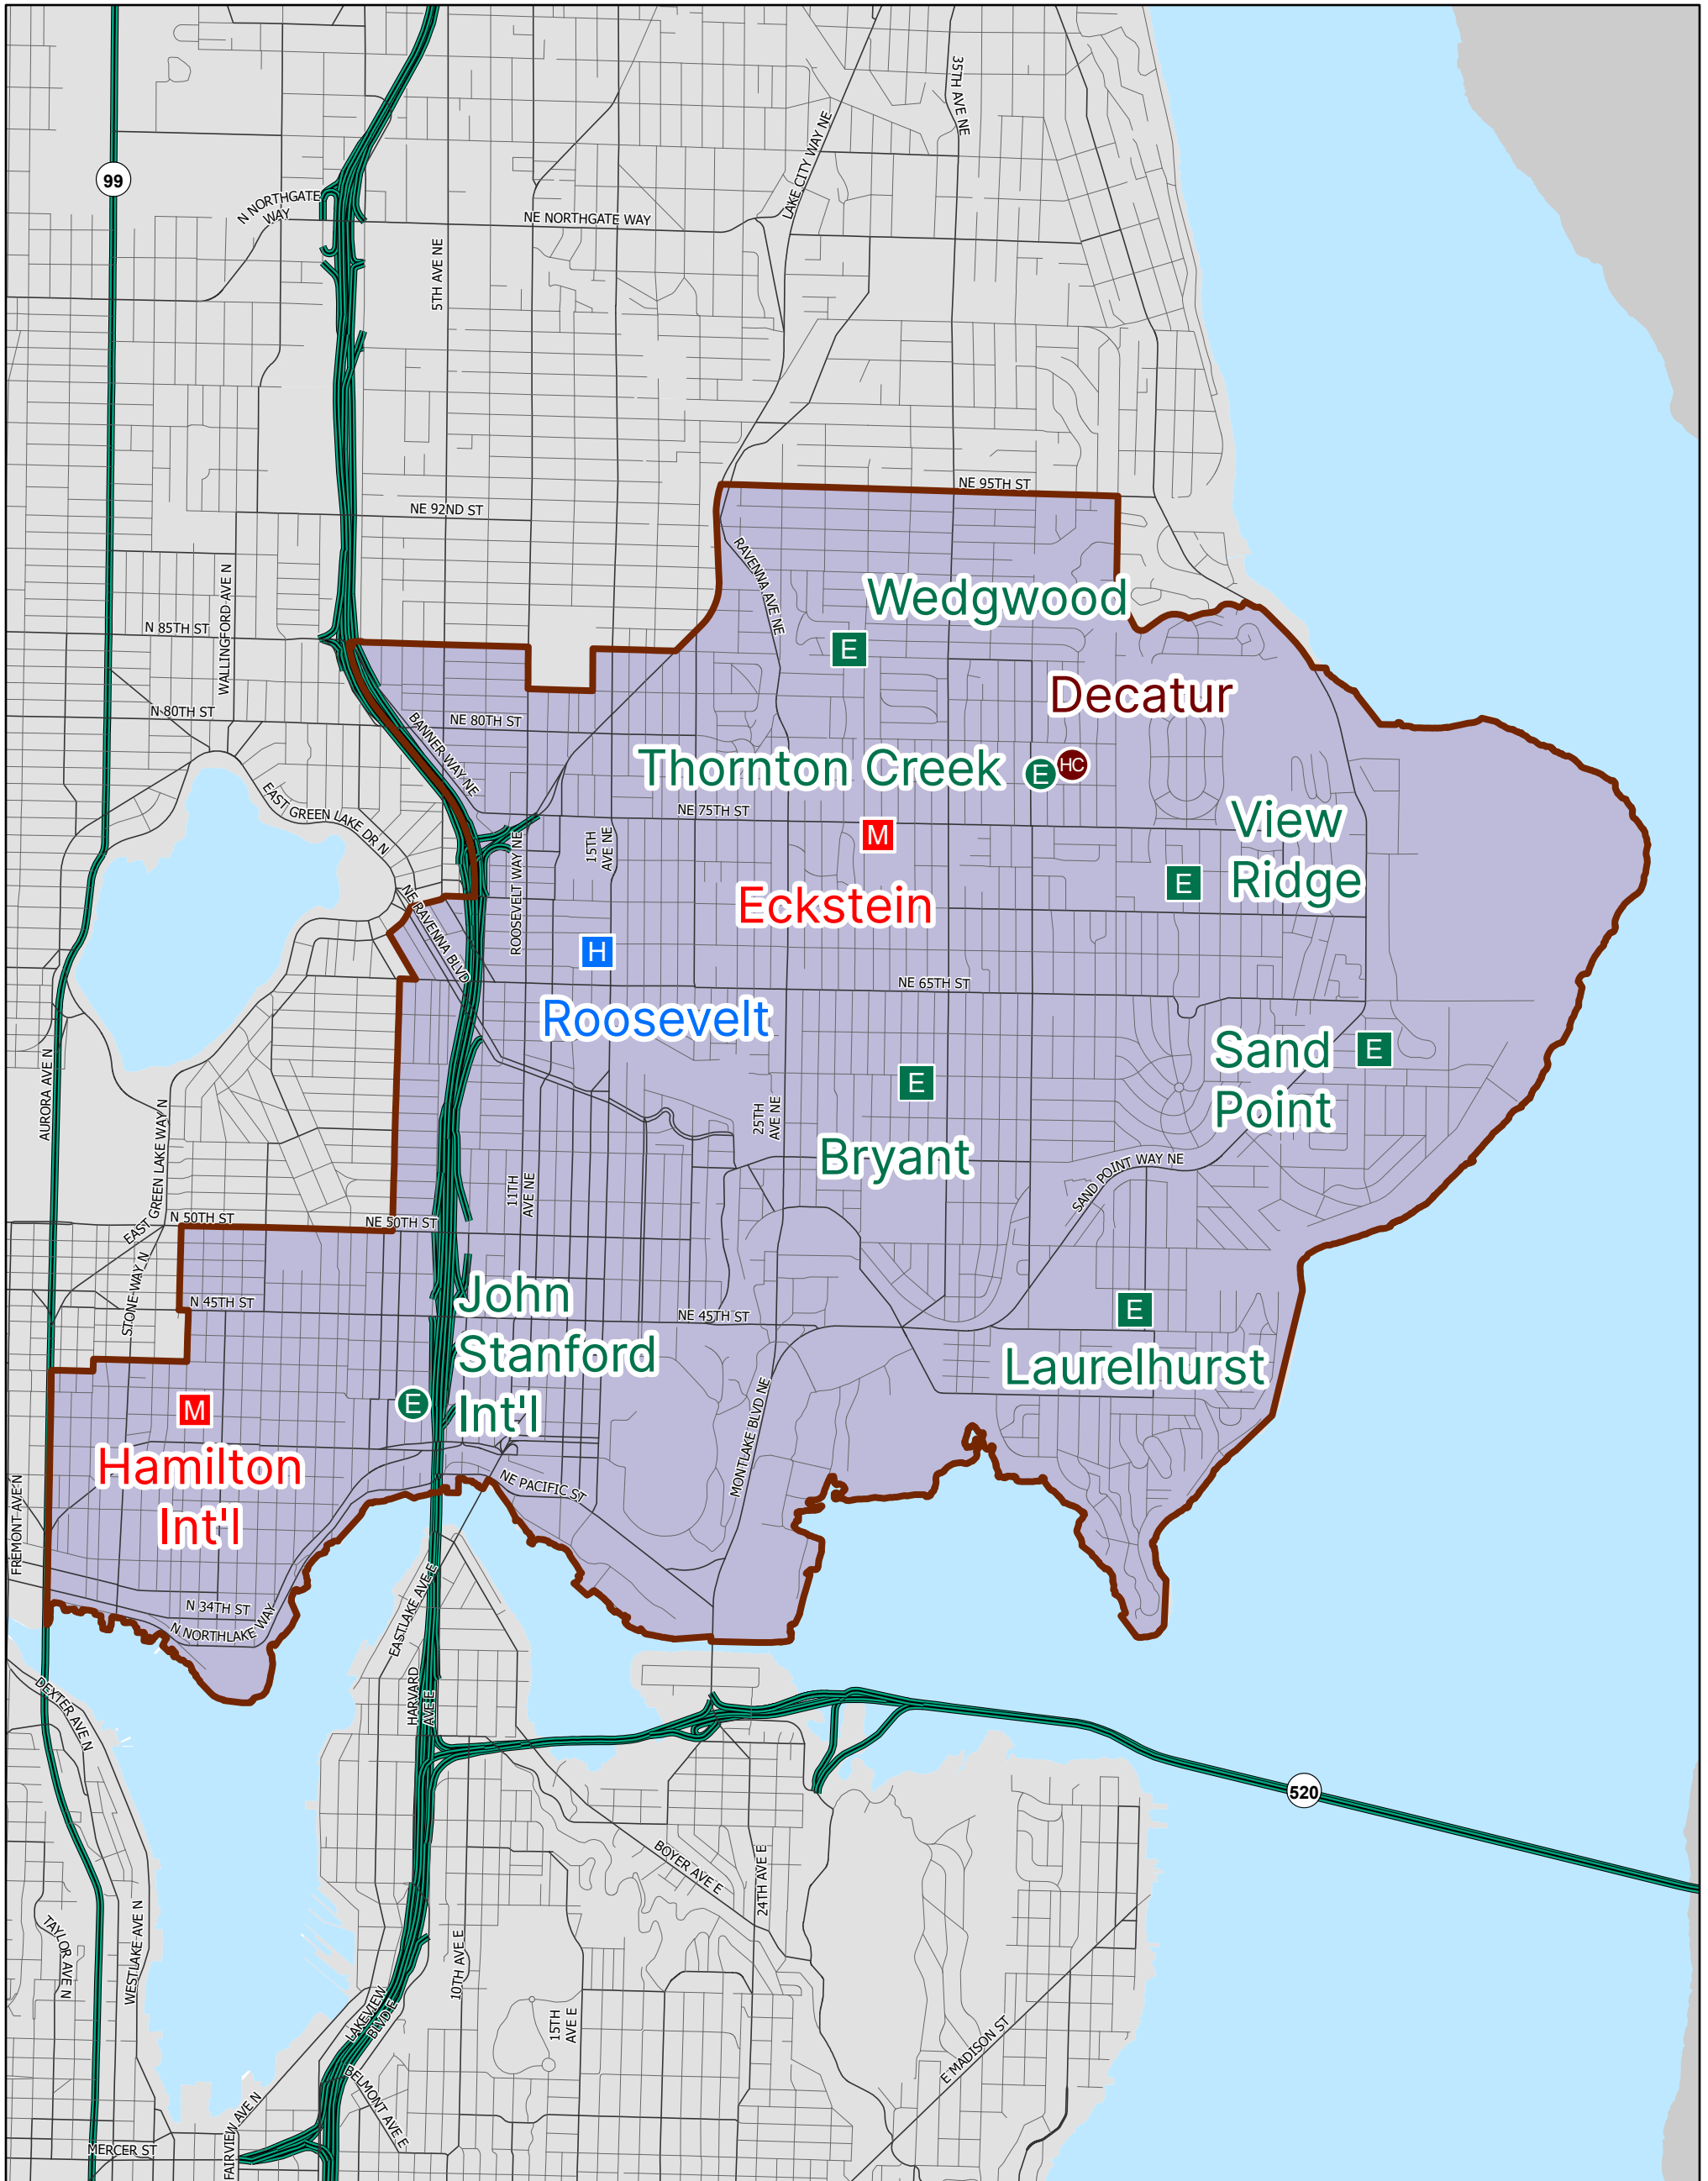 35TH AVE NE
LAKE CITY WAY NE
99
N NORTHGATE
WAY
NE NORTHGATE WAY
5TH AVE NE
NE 95TH ST
NE 92ND ST
RAVENNA AVE NE
WALLINGFORD AVE N
Wedgwood
N 85TH ST
E
Decatur
N 80TH ST
NE 80TH ST
BANNER WAY NE
Thornton Creek
E
HC
EAST GREEN LAKE DR N
NE 75TH ST
View
Ridge
M
15TH
AVE NE
ROOSEVELT WAY NE
E
Eckstein
NE RAVENNA BLVD
H
NE 65TH ST
Roosevelt
Sand
Point
E
AURORA AVE N
E
25TH
AVE NE
Bryant
SAND POINT WAY NE
EAST GREEN LAKE WAY N
11TH
AVE NE
N 50TH ST
NE 50TH ST
STONE WAY N
John
Stanford
Int'l
N 45TH ST
NE 45TH ST
E
Laurelhurst
E
M
MONTLAKE BLVD NE
Hamilton
Int'l
NE PACIFIC ST
FREMONT AVE N
N 34TH ST
N NORTHLAKE WAY
EASTLAKE AVE E
HARVARD
AVE E
DEXTER AVE N
520
BOYER AVE E
24TH AVE E
TAYLOR AVE
N
WESTLAKE AVE N
10TH AVE E
LAKEVIEW
BLVD E
15TH
AVE E
E MADISON ST
BELMONT AVE E
FAIRVIEW AVE N
MERCER ST